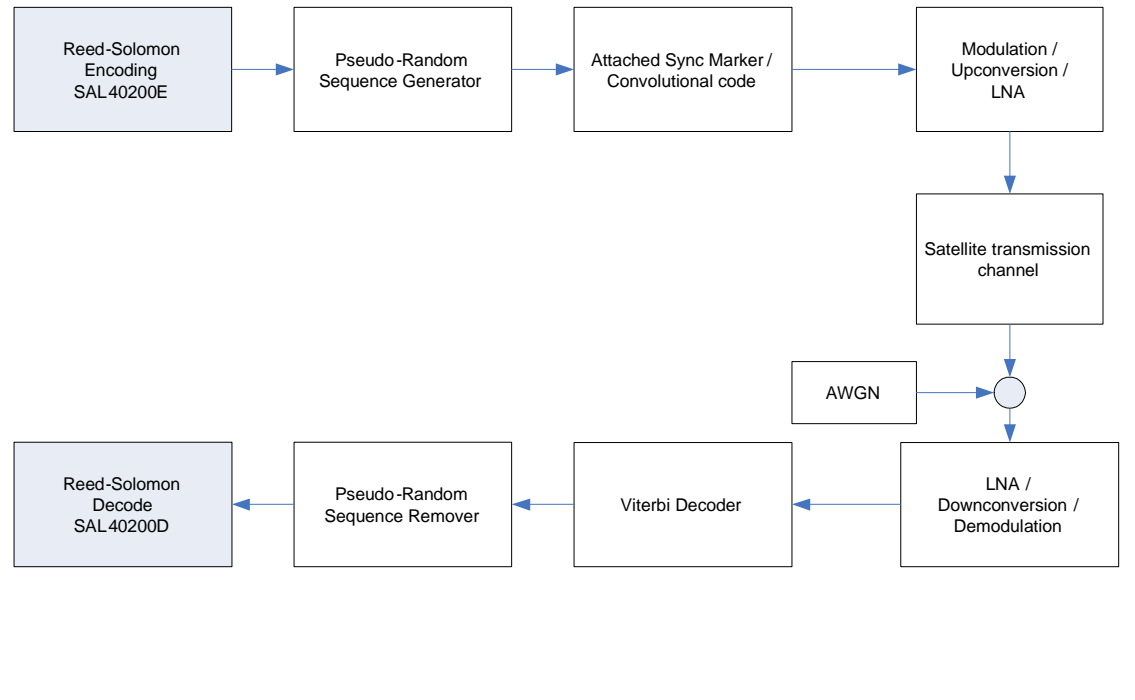 Reed-Solomon
Encoding
SAL40200E
Pseudo-Random
Sequence Generator
Attached Sync Marker /
Convolutional code
Modulation /
Upconversion /
LNA
Satellite transmission
channel
AWGN
Reed-Solomon
Decode
SAL40200D
Pseudo-Random
Sequence Remover
Viterbi Decoder
LNA /
Downconversion /
Demodulation